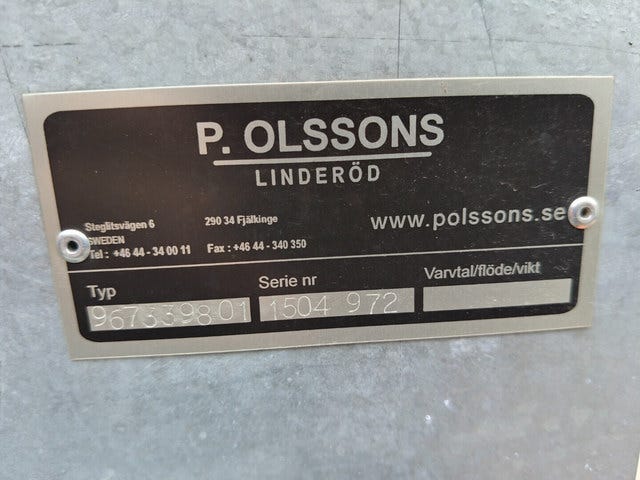 P. OLSSONS
LINDERÖD
Steglitsvägen 6 290 34 Fjälkinge
SWEDEN
Tel : +46 44 - 34 00 11 Fax : +46 44 - 340 350
www.polssons.se
Typ Serie nr Varvtal/flöde/vikt
967339801 1504 972